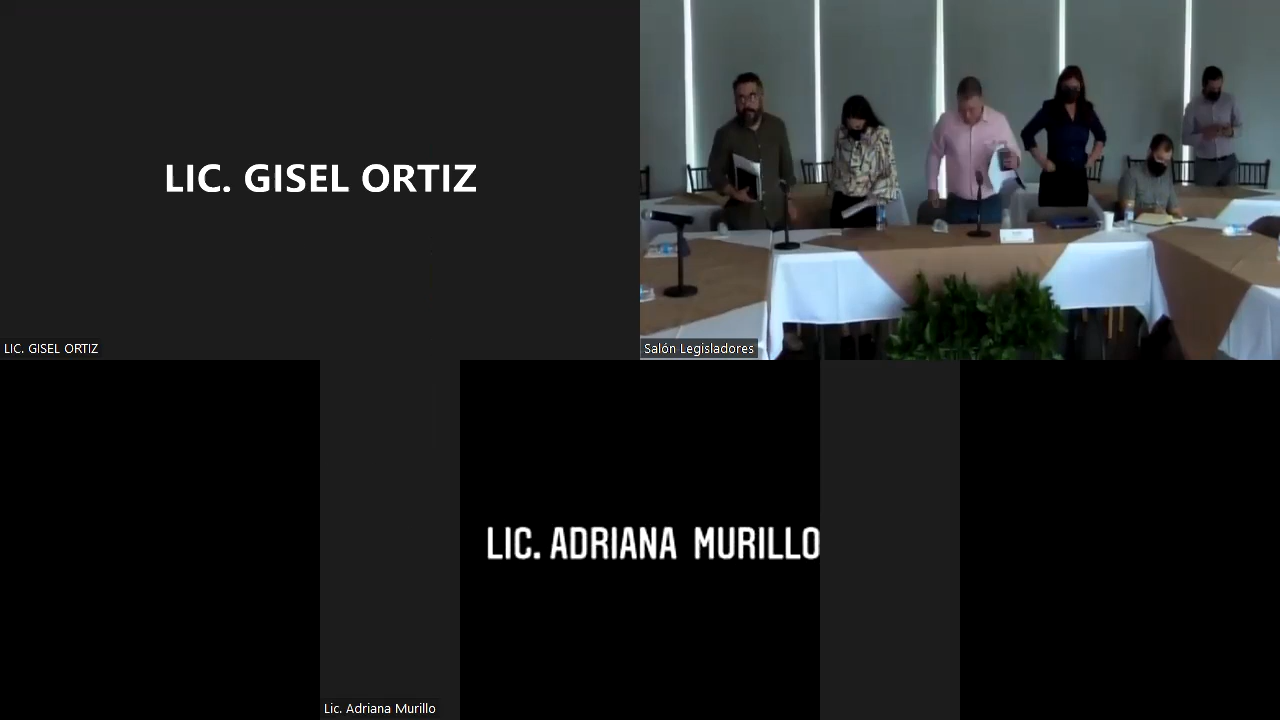 LIC. GISEL ORTIZ
LIC. GISEL ORTIZ
Salón Legisladores
LIC. ADRIANA MURILLO
Lic. Adriana Murillo